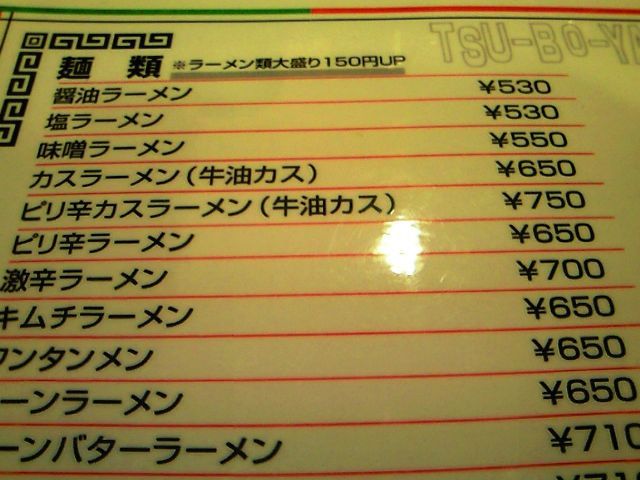 TSU-BO-YA
麺 類 ※ラーメン類大盛り150円UP
醤油ラーメン ¥530
塩ラーメン ¥530
味噌ラーメン ¥550
カスラーメン(牛油カス) ¥650
ピリ辛カスラーメン(牛油カス) ¥750
ピリ辛ラーメン ¥650
激辛ラーメン ¥700
キムチラーメン ¥650
ワンタンメン ¥650
ーンラーメン ¥650
ーンバターラーメン ¥710